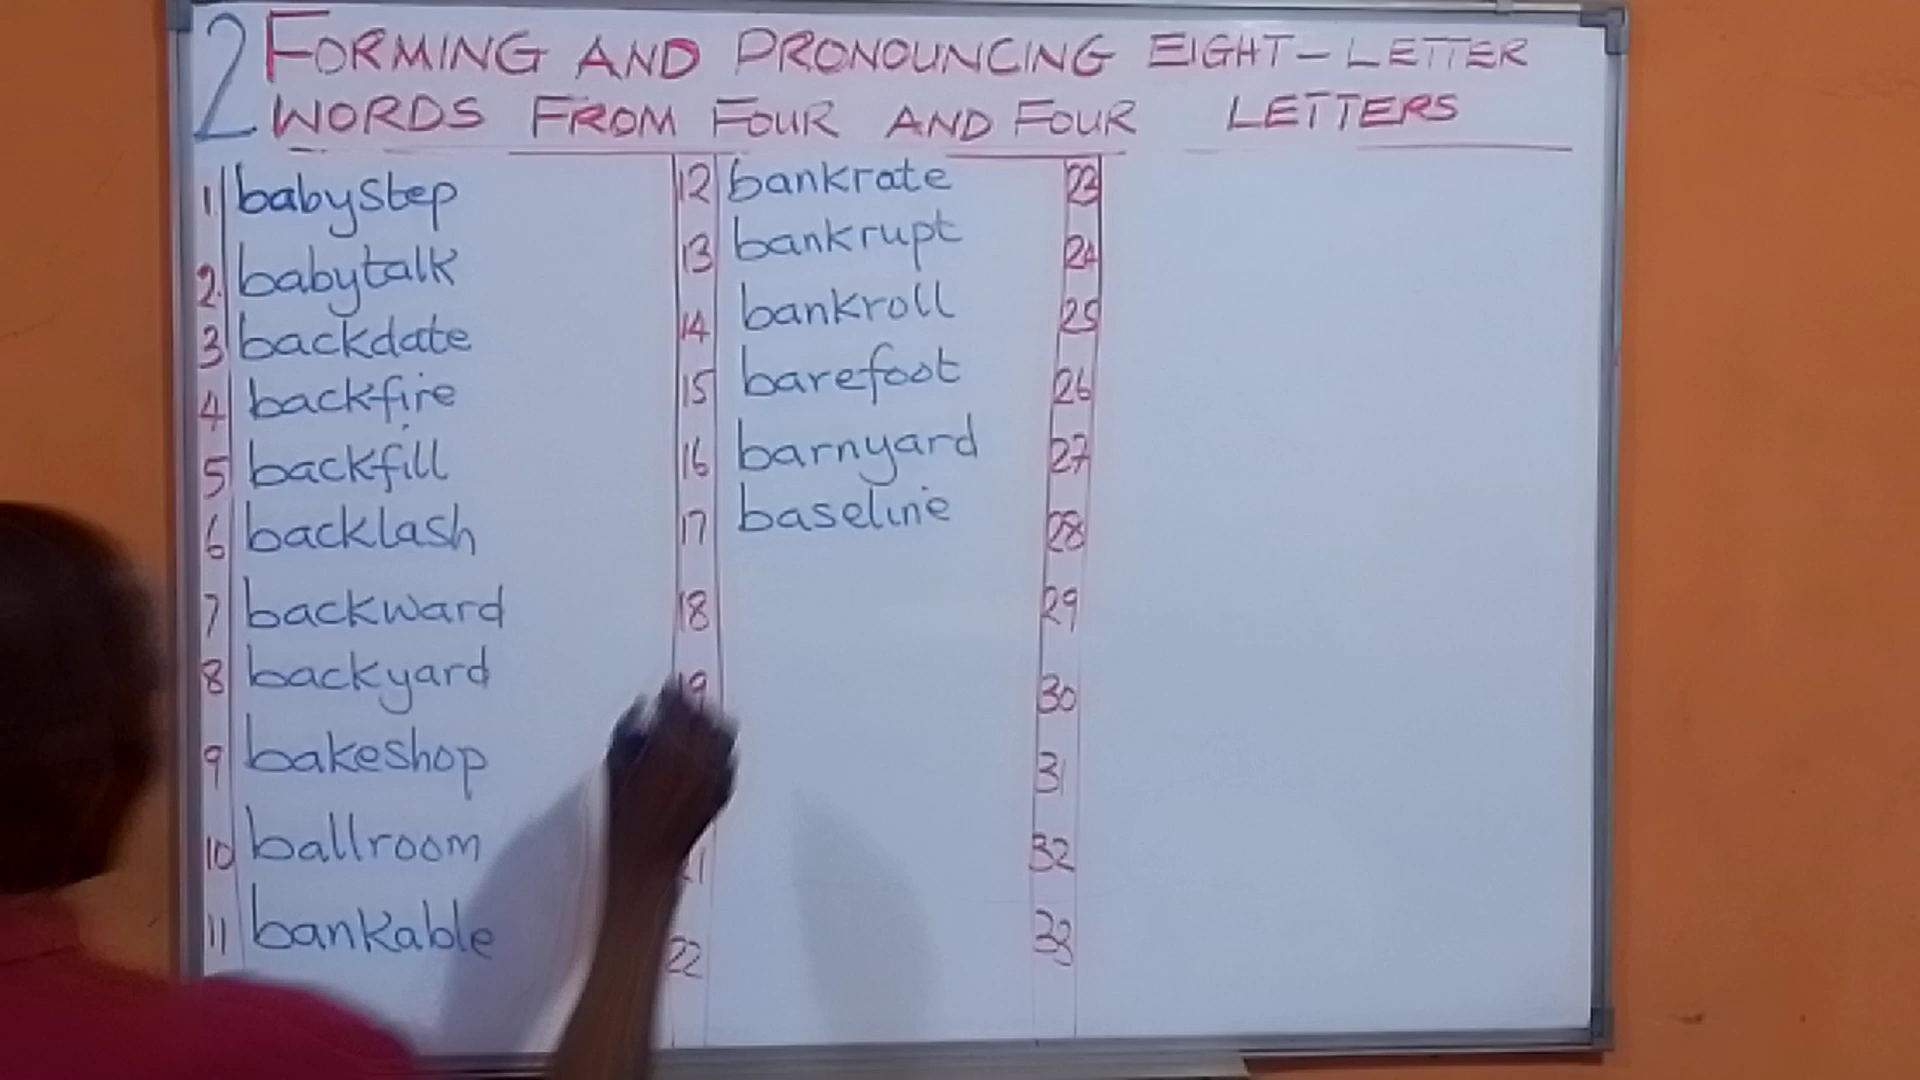 2 FORMING AND PRONOUNCING EIGHT-LETTER
WORDS FROM FOUR AND FOUR LETTERS
1 babystep
2. babytalk
3 backdate
4 backfire
5 backfill
6 backlash
7 backward
8 backyard
9 bakeshop
10 ballroom
11 bankable
12 bankrate
13 bankrupt
14 bankroll
15 barefoot
16 barnyard
17 baseline
18
19
21
22
23
24
25
26
27
28
29
30
31
32
33